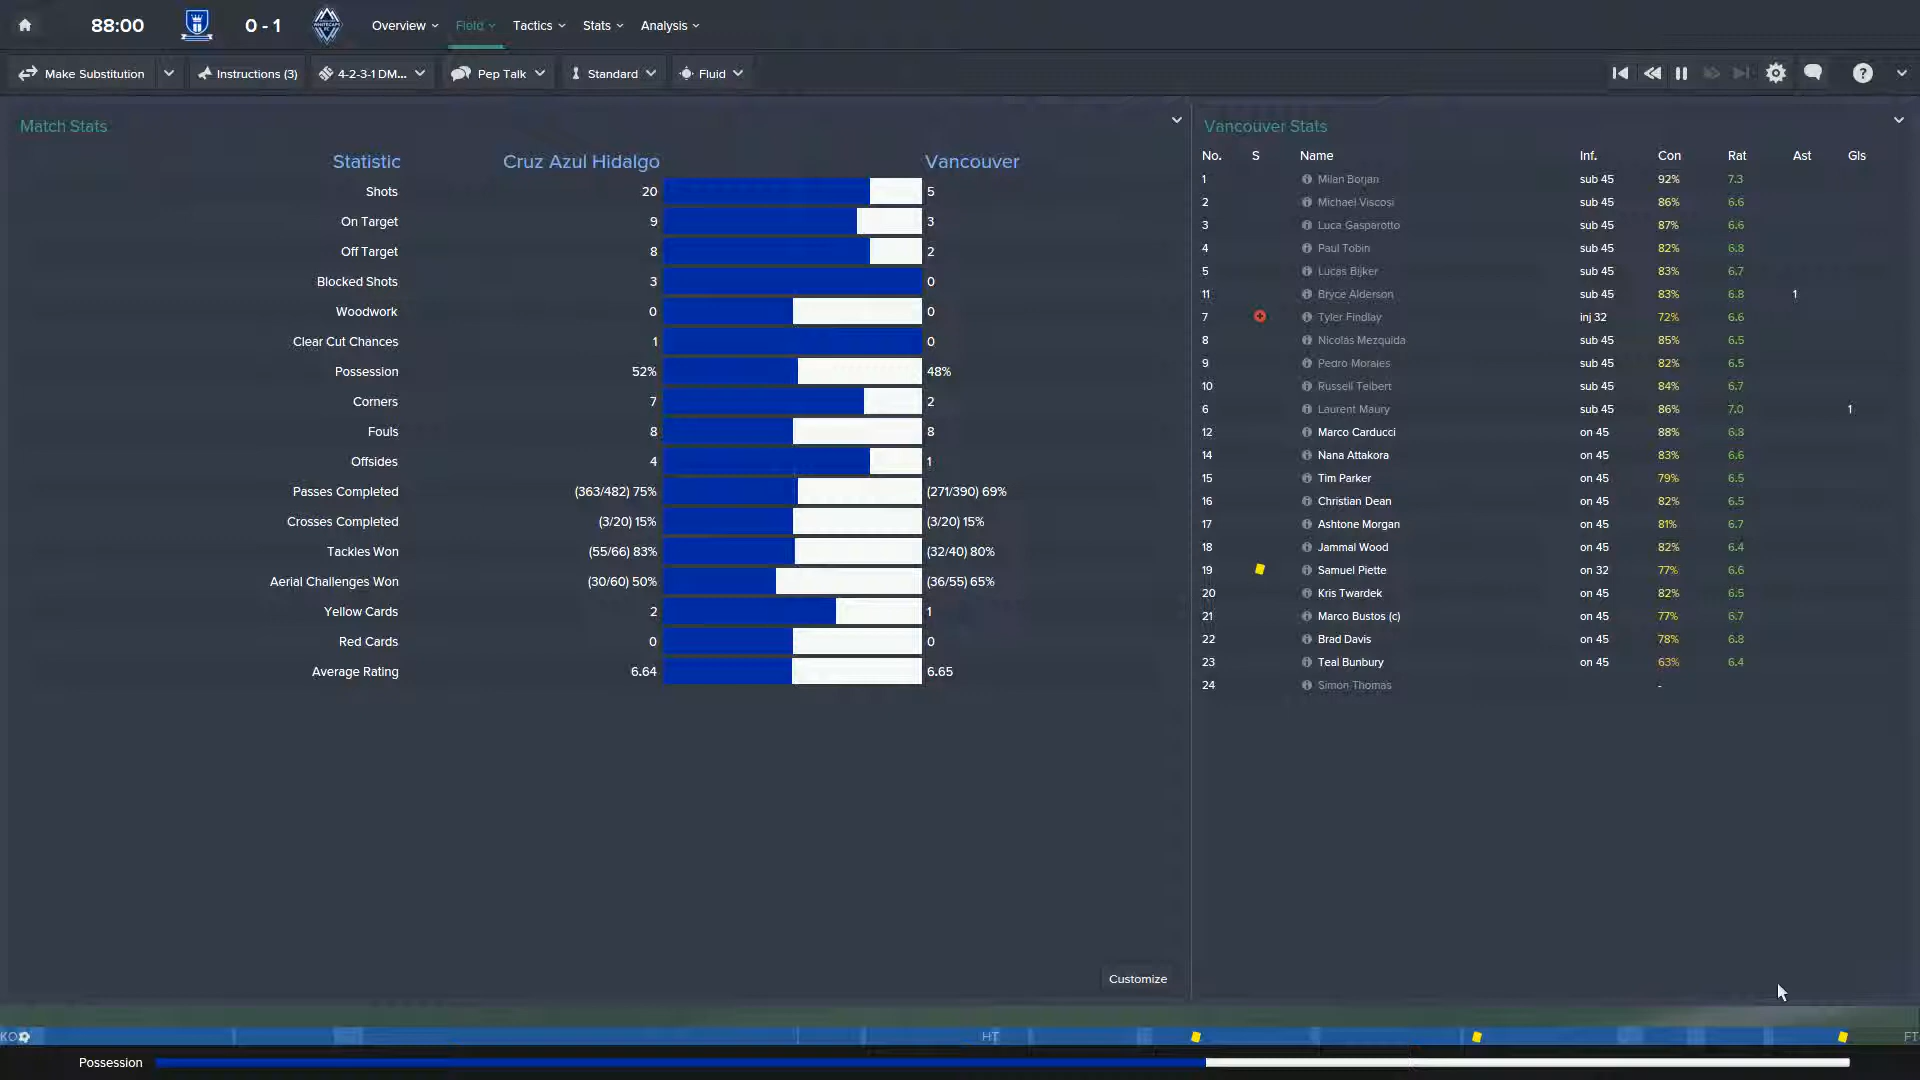 88:00 0 - 1 Overview Field Tactics Stats Analysis
Make Substitution Instructions (3) 4-2-3-1 DM... Pep Talk Standard Fluid ?
Match Stats
Statistic Cruz Azul Hidalgo Vancouver
Shots 20 5
On Target 9 3
Off Target 8 2
Blocked Shots 3 0
Woodwork 0 0
Clear Cut Chances 1 0
Possession 52% 48%
Corners 7 2
Fouls 8 8
Offsides 4 1
Passes Completed (363/482) 75% (271/390) 69%
Crosses Completed (3/20) 15% (3/20) 15%
Tackles Won (55/66) 83% (32/40) 80%
Aerial Challenges Won (30/60) 50% (36/55) 65%
Yellow Cards 2 1
Red Cards 0 0
Average Rating 6.64 6.65
Customize
Vancouver Stats
No. S Name Inf. Con Rat Ast Gls
1 Milan Borjan sub 45 92% 7.3
2 Michael Viscosi sub 45 86% 6.6
3 Luca Gasparotto sub 45 87% 6.6
4 Paul Tobin sub 45 82% 6.8
5 Lucas Bijker sub 45 83% 6.7
11 Bryce Alderson sub 45 83% 6.8 1
7 Tyler Findlay inj 32 72% 6.6
8 Nicolás Mezquida sub 45 85% 6.5
9 Pedro Morales sub 45 82% 6.5
10 Russell Teibert sub 45 84% 6.7
6 Laurent Maury sub 45 86% 7.0 1
12 Marco Carducci on 45 88% 6.8
14 Nana Attakora on 45 83% 6.6
15 Tim Parker on 45 79% 6.5
16 Christian Dean on 45 82% 6.5
17 Ashtone Morgan on 45 81% 6.7
18 Jammal Wood on 45 82% 6.4
19 Samuel Piette on 32 77% 6.6
20 Kris Twardek on 45 82% 6.5
21 Marco Bustos (c) on 45 77% 6.7
22 Brad Davis on 45 78% 6.8
23 Teal Bunbury on 45 63% 6.4
24 Simon Thomas -
KO HT FT
Possession